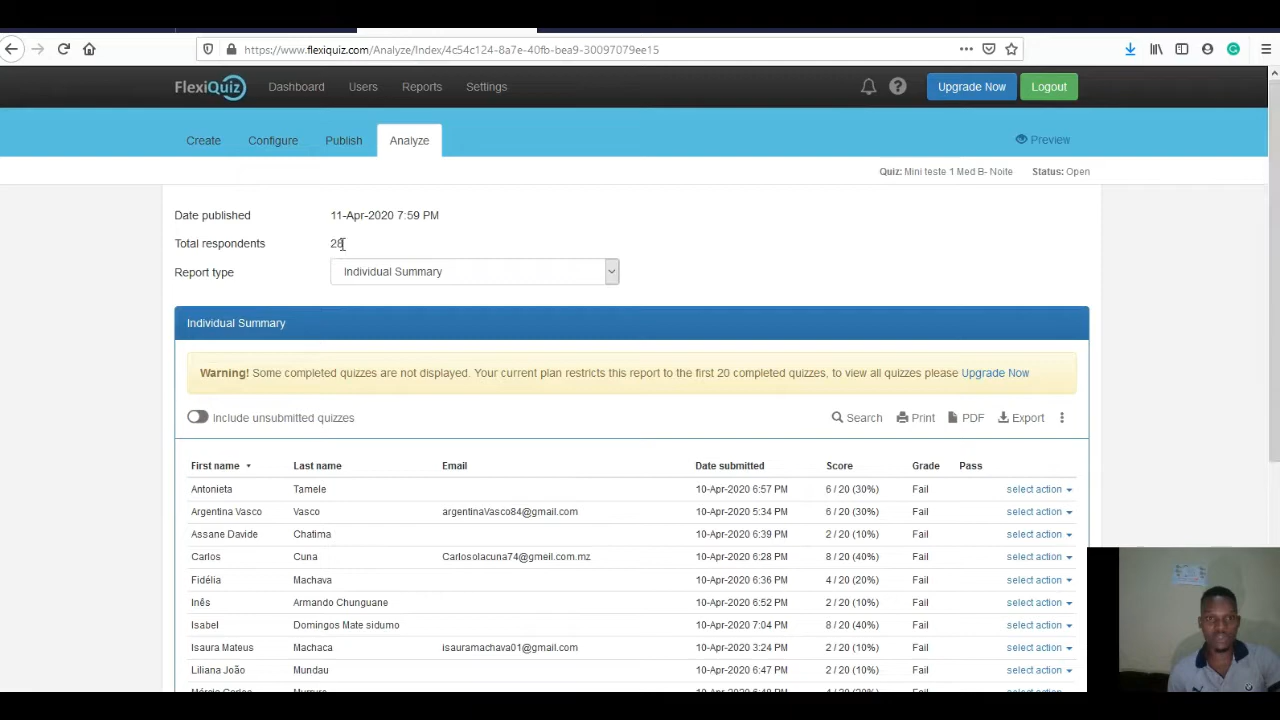 https://www.flexiquiz.com/Analyze/Index/4c54c124-8a7e-40fb-bea9-30097079ee15
FlexiQuiz Dashboard Users Reports Settings Upgrade Now Logout
Create Configure Publish Analyze Preview
Quiz: Mini teste 1 Med B- Noite Status: Open
Date published 11-Apr-2020 7:59 PM
Total respondents 28
Report type Individual Summary
Individual Summary
Warning! Some completed quizzes are not displayed. Your current plan restricts this report to the first 20 completed quizzes, to view all quizzes please Upgrade Now
Include unsubmitted quizzes Search Print PDF Export
First name Last name Email Date submitted Score Grade Pass
Antonieta Tamele 10-Apr-2020 6:57 PM 6 / 20 (30%) Fail select action
Argentina Vasco Vasco argentinaVasco84@gmail.com 10-Apr-2020 5:34 PM 6 / 20 (30%) Fail select action
Assane Davide Chatima 10-Apr-2020 6:39 PM 2 / 20 (10%) Fail select action
Carlos Cuna Carlosolacuna74@gmeil.com.mz 10-Apr-2020 6:28 PM 8 / 20 (40%) Fail select action
Fidélia Machava 10-Apr-2020 6:36 PM 4 / 20 (20%) Fail select action
Inês Armando Chunguane 10-Apr-2020 6:52 PM 2 / 20 (10%) Fail select action
Isabel Domingos Mate sidumo 10-Apr-2020 7:04 PM 8 / 20 (40%) Fail select action
Isaura Mateus Machaca isauramachava01@gmail.com 10-Apr-2020 3:24 PM 2 / 20 (10%) Fail select action
Liliana João Mundau 10-Apr-2020 6:47 PM 2 / 20 (10%) Fail select action